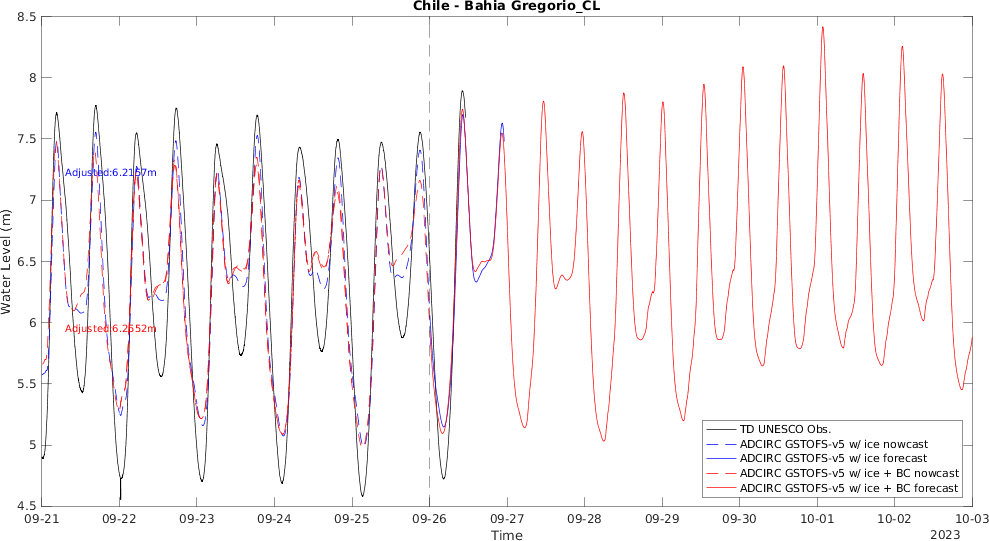 Chile - Bahia Gregorio_CL
8.5
8
7.5
7
6.5
6
5.5
5
4.5
Water Level (m)
Adjusted:6.2157m
Adjusted:6.2552m
TD UNESCO Obs.
ADCIRC GSTOFS-v5 w/ ice nowcast
ADCIRC GSTOFS-v5 w/ ice forecast
ADCIRC GSTOFS-v5 w/ ice + BC nowcast
ADCIRC GSTOFS-v5 w/ ice + BC forecast
09-21 09-22 09-23 09-24 09-25 09-26 09-27 09-28 09-29 09-30 10-01 10-02 10-03
Time
2023